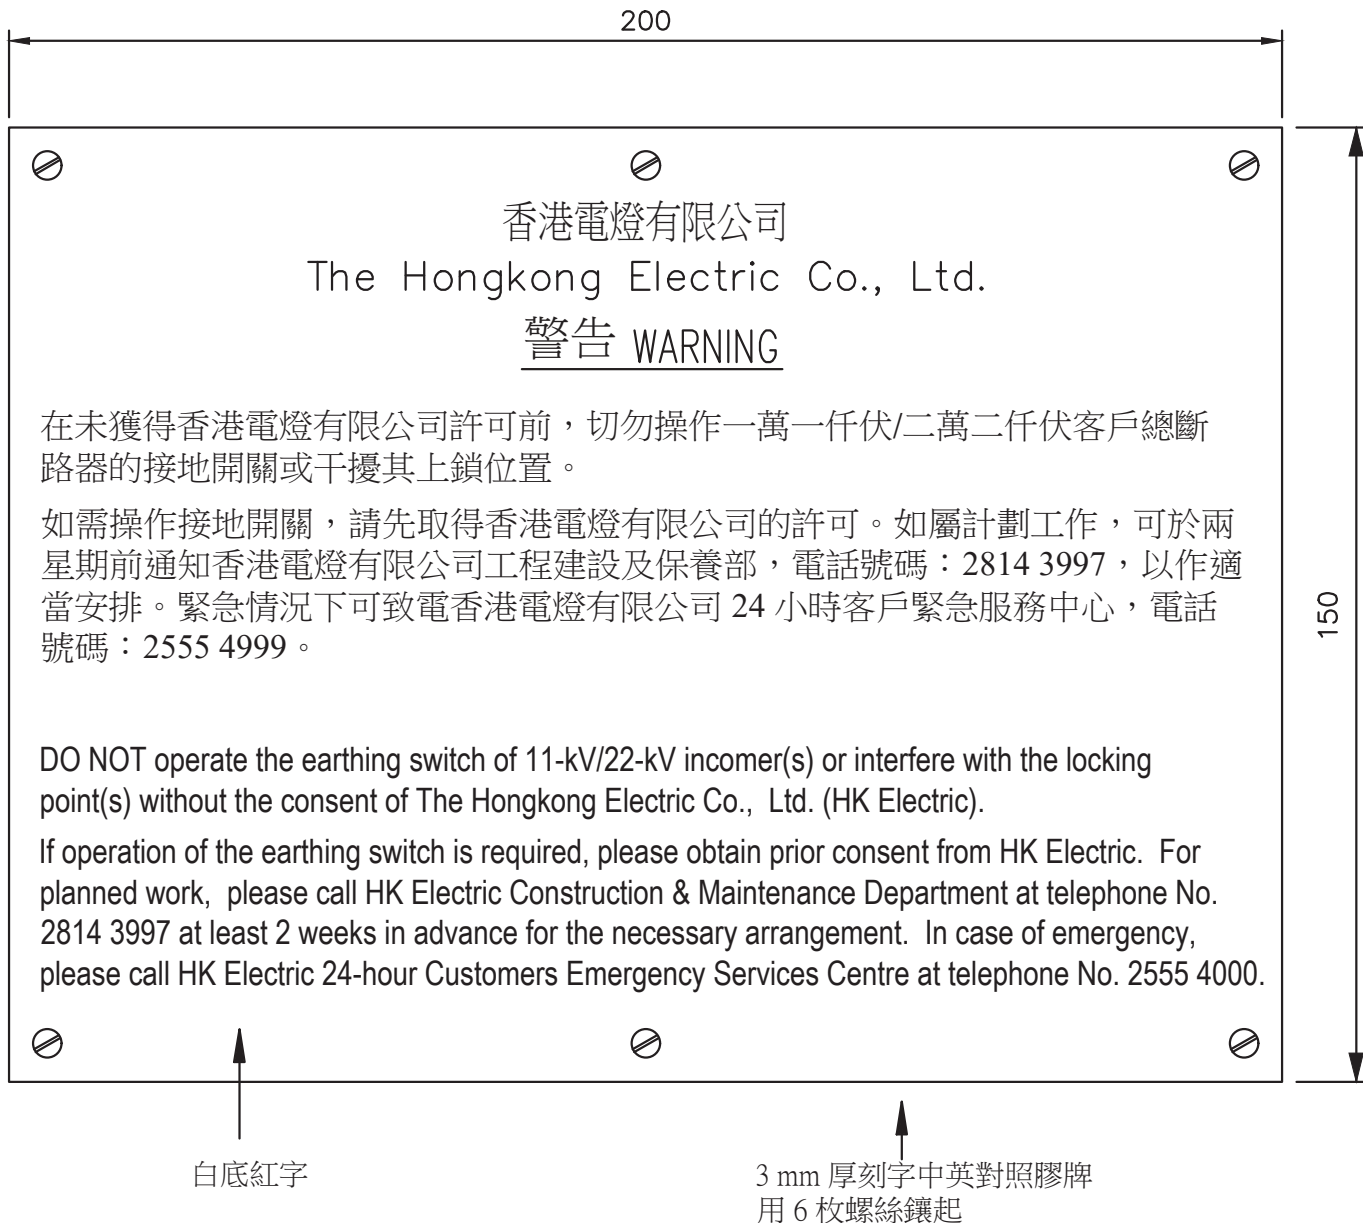 200
香港電燈有限公司
The Hongkong Electric Co., Ltd.
警告 WARNING
在未獲得香港電燈有限公司許可前，切勿操作一萬一仟伏/二萬二仟伏客戶總斷
路器的接地開關或干擾其上鎖位置。
如需操作接地開關，請先取得香港電燈有限公司的許可。如屬計劃工作，可於兩
星期前通知香港電燈有限公司工程建設及保養部，電話號碼：2814 3997，以作適
當安排。緊急情況下可致電香港電燈有限公司 24 小時客戶緊急服務中心，電話
號碼：2555 4999。
150
DO NOT operate the earthing switch of 11-kV/22-kV incomer(s) or interfere with the locking
point(s) without the consent of The Hongkong Electric Co., Ltd. (HK Electric).
If operation of the earthing switch is required, please obtain prior consent from HK Electric. For
planned work, please call HK Electric Construction & Maintenance Department at telephone No.
2814 3997 at least 2 weeks in advance for the necessary arrangement. In case of emergency,
please call HK Electric 24-hour Customers Emergency Services Centre at telephone No. 2555 4000.
白底紅字
3 mm 厚刻字中英對照膠牌
用 6 枚螺絲鑲起